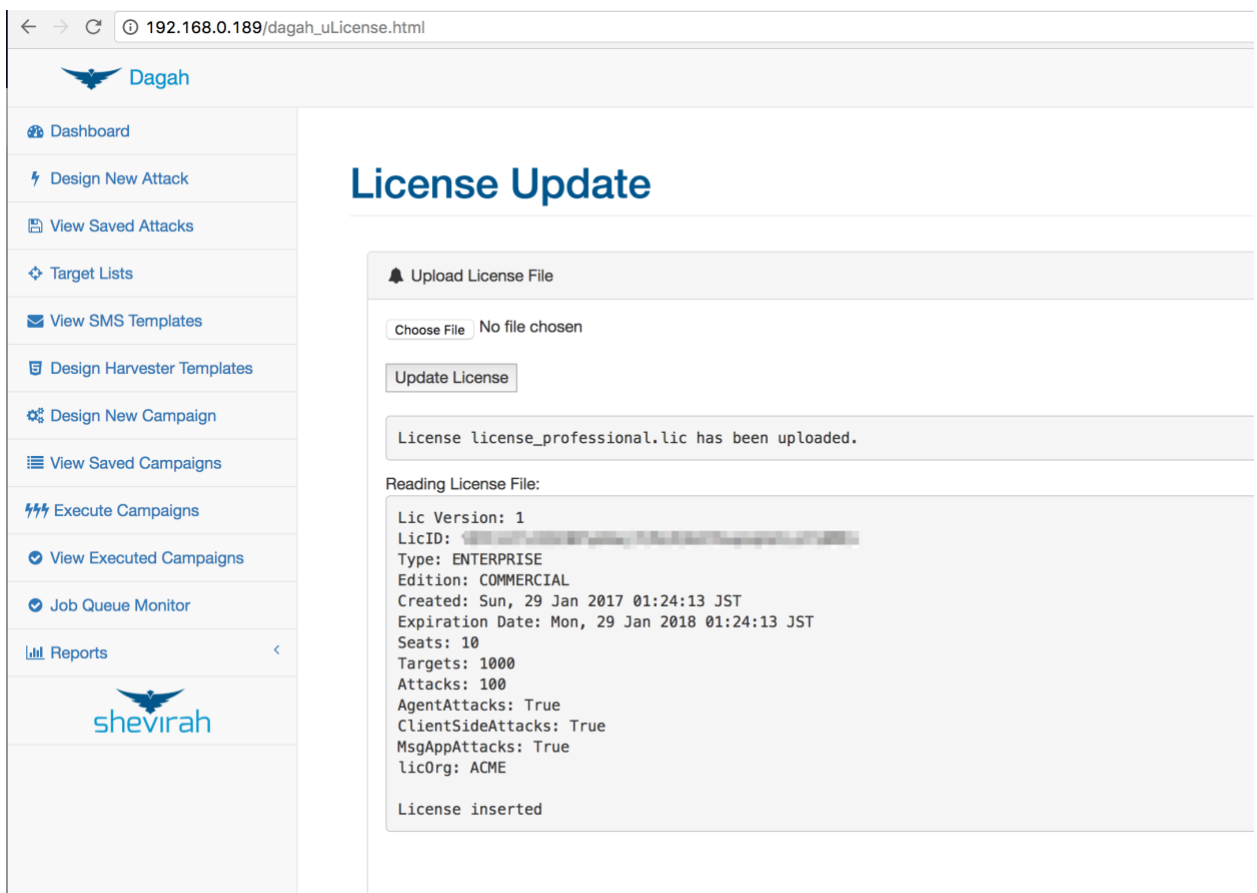 192.168.0.189/dagah_uLicense.html
Dagah
Dashboard
Design New Attack
View Saved Attacks
Target Lists
View SMS Templates
Design Harvester Templates
Design New Campaign
View Saved Campaigns
Execute Campaigns
View Executed Campaigns
Job Queue Monitor
Reports
shevirah
License Update
Upload License File
Choose File No file chosen
Update License
License license_professional.lic has been uploaded.
Reading License File:
Lic Version: 1
LicID:
Type: ENTERPRISE
Edition: COMMERCIAL
Created: Sun, 29 Jan 2017 01:24:13 JST
Expiration Date: Mon, 29 Jan 2018 01:24:13 JST
Seats: 10
Targets: 1000
Attacks: 100
AgentAttacks: True
ClientSideAttacks: True
MsgAppAttacks: True
licOrg: ACME
License inserted